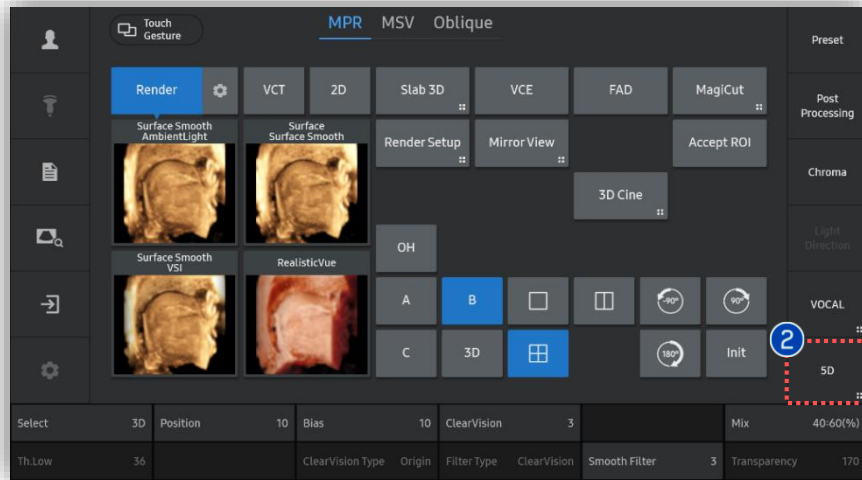 Touch
Gesture
MPR MSV Oblique
Preset
Render VCT 2D Slab 3D VCE FAD MagiCut
Post
Processing
Surface Smooth
AmbientLight
Surface
Surface Smooth
Render Setup Mirror View Accept ROI
Chroma
3D Cine
Light
Direction
OH
Surface Smooth
VSI
RealisticVue
A B -90° 90° VOCAL
2
C 3D 180° Init 5D
Select 3D Position 10 Bias 10 ClearVision 3 Mix 40:60(%)
Th.Low 36 ClearVision Type Origin Filter Type ClearVision Smooth Filter 3 Transparency 170